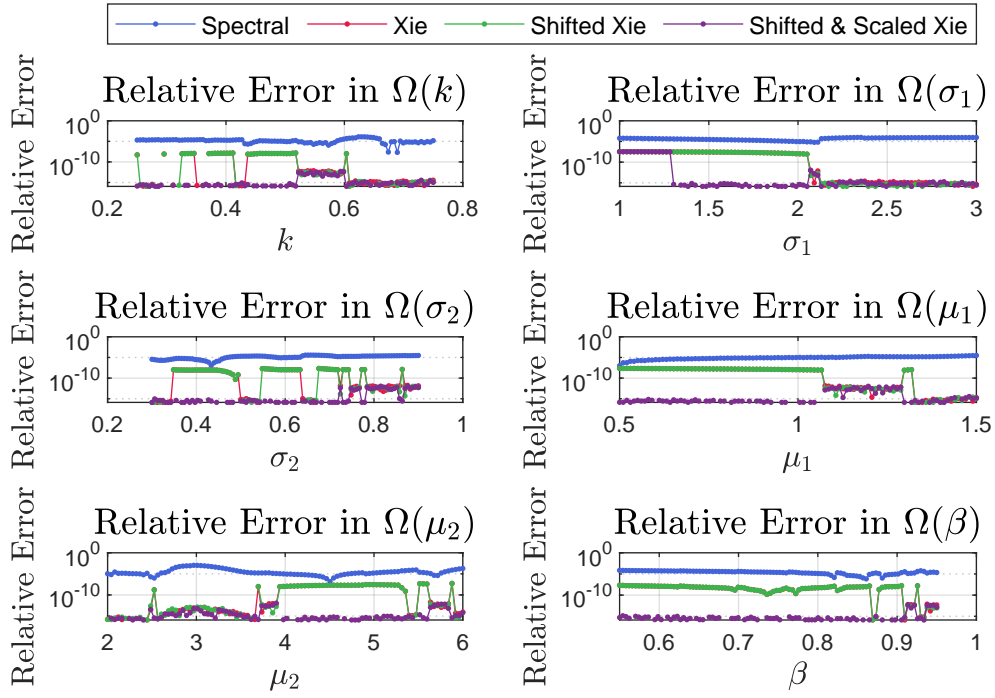 Spectral Xie Shifted Xie Shifted & Scaled Xie
Relative Error in Ω(k)
Relative Error
10^0
10^-10
0.2 0.4 0.6 0.8
k
Relative Error in Ω(σ₁)
Relative Error
10^0
10^-10
1 1.5 2 2.5 3
σ₁
Relative Error in Ω(σ₂)
Relative Error
10^0
10^-10
0.2 0.4 0.6 0.8 1
σ₂
Relative Error in Ω(μ₁)
Relative Error
10^0
10^-10
0.5 1 1.5
μ₁
Relative Error in Ω(μ₂)
Relative Error
10^0
10^-10
2 3 4 5 6
μ₂
Relative Error in Ω(β)
Relative Error
10^0
10^-10
0.6 0.7 0.8 0.9 1
β